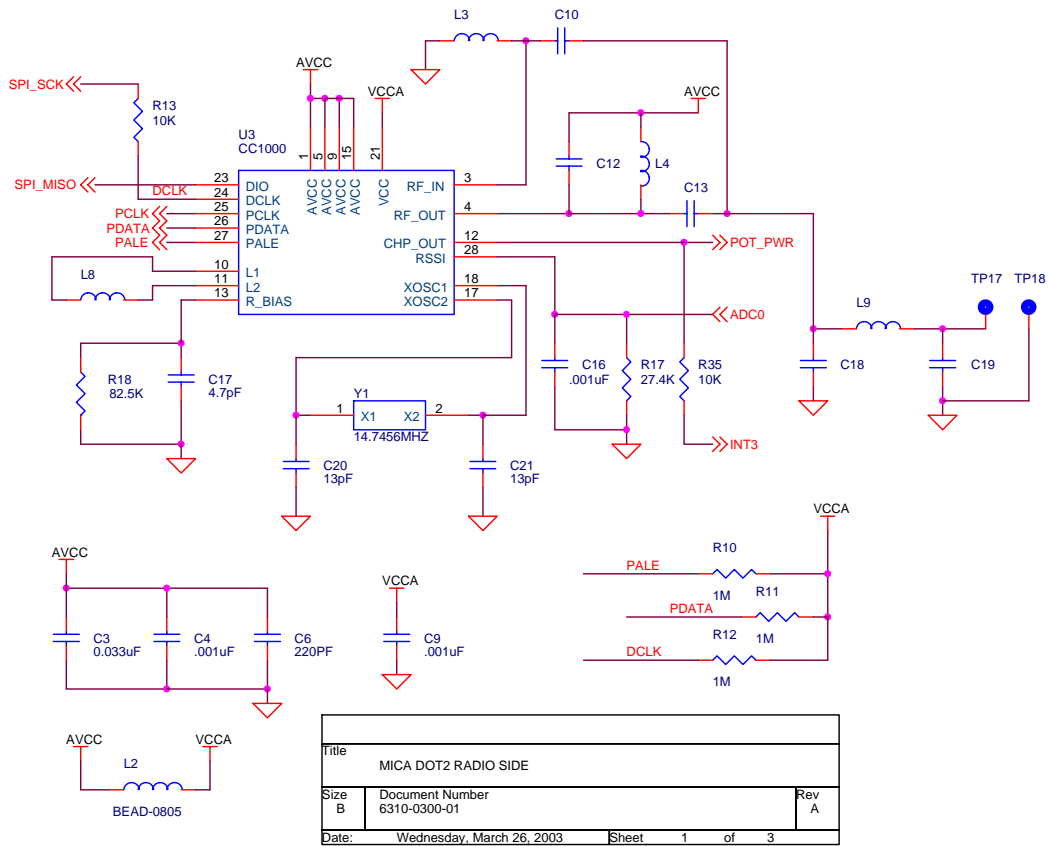 L3
C10
SPI_SCK
R13
10K
AVCC
VCCA
AVCC
U3
CC1000
1
5
9
15
21
AVCC
AVCC
AVCC
AVCC
VCC
C12
L4
C13
SPI_MISO
23
DIO
DCLK
24
DCLK
PCLK
25
PCLK
PDATA
26
PDATA
PALE
27
PALE
10
L1
11
L2
13
R_BIAS
RF_IN
3
RF_OUT
4
CHP_OUT
12
RSSI
28
XOSC1
18
XOSC2
17
POT_PWR
L8
TP17
TP18
L9
ADC0
R18
82.5K
C17
4.7pF
C16
.001uF
R17
27.4K
R35
10K
C18
C19
Y1
1
X1
X2
2
14.7456MHZ
INT3
C20
13pF
C21
13pF
VCCA
AVCC
VCCA
PALE
R10
1M
PDATA
R11
1M
DCLK
R12
1M
C3
0.033uF
C4
.001uF
C6
220PF
C9
.001uF
AVCC
VCCA
L2
BEAD-0805
Title
MICA DOT2 RADIO SIDE
Size
B
Document Number
6310-0300-01
Rev
A
Date: Wednesday, March 26, 2003 Sheet 1 of 3